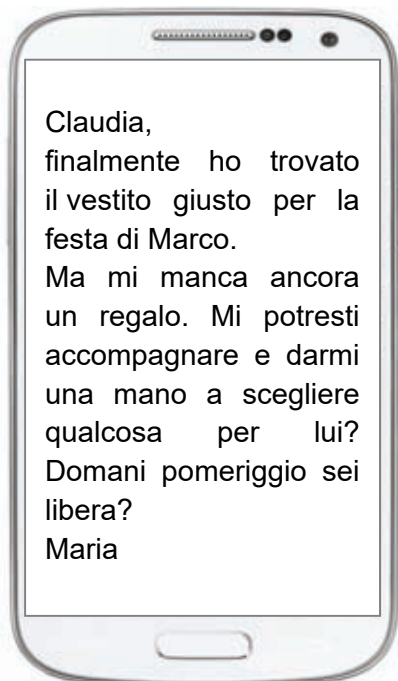 Claudia,
finalmente ho trovato
il vestito giusto per la
festa di Marco.
Ma mi manca ancora
un regalo. Mi potresti
accompagnare e darmi
una mano a scegliere
qualcosa per lui?
Domani pomeriggio sei
libera?
Maria